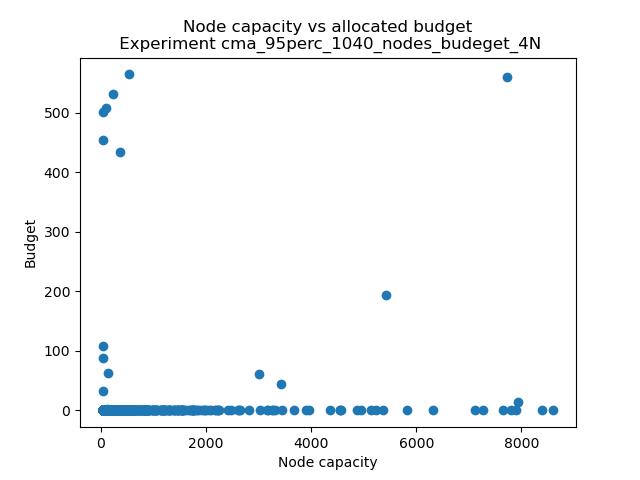 Node capacity vs allocated budget
Experiment cma_95perc_1040_nodes_budeget_4N
500
400
300
200
100
0
Budget
0 2000 4000 6000 8000
Node capacity